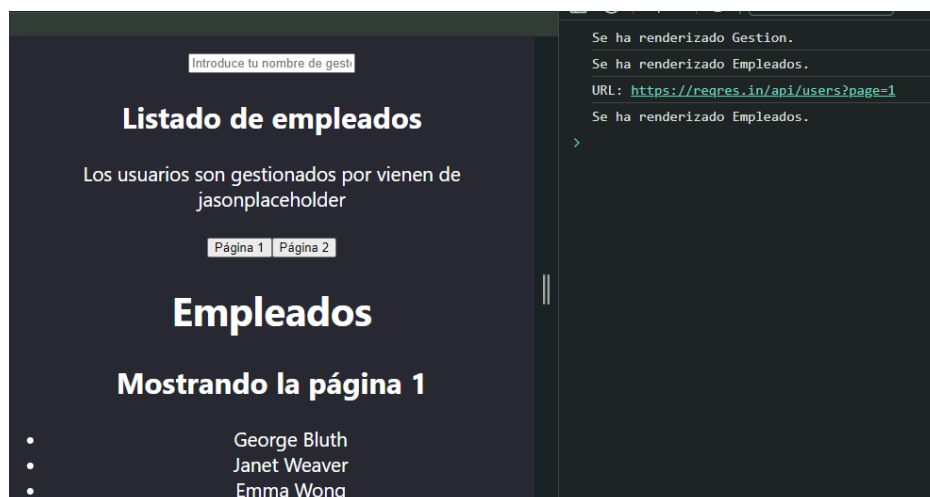 Introduce tu nombre de gest
Listado de empleados
Los usuarios son gestionados por vienen de
jasonplaceholder
Página 1 Página 2
Empleados
Mostrando la página 1
George Bluth
Janet Weaver
Emma Wong
Se ha renderizado Gestion.
Se ha renderizado Empleados.
URL: https://reqres.in/api/users?page=1
Se ha renderizado Empleados.